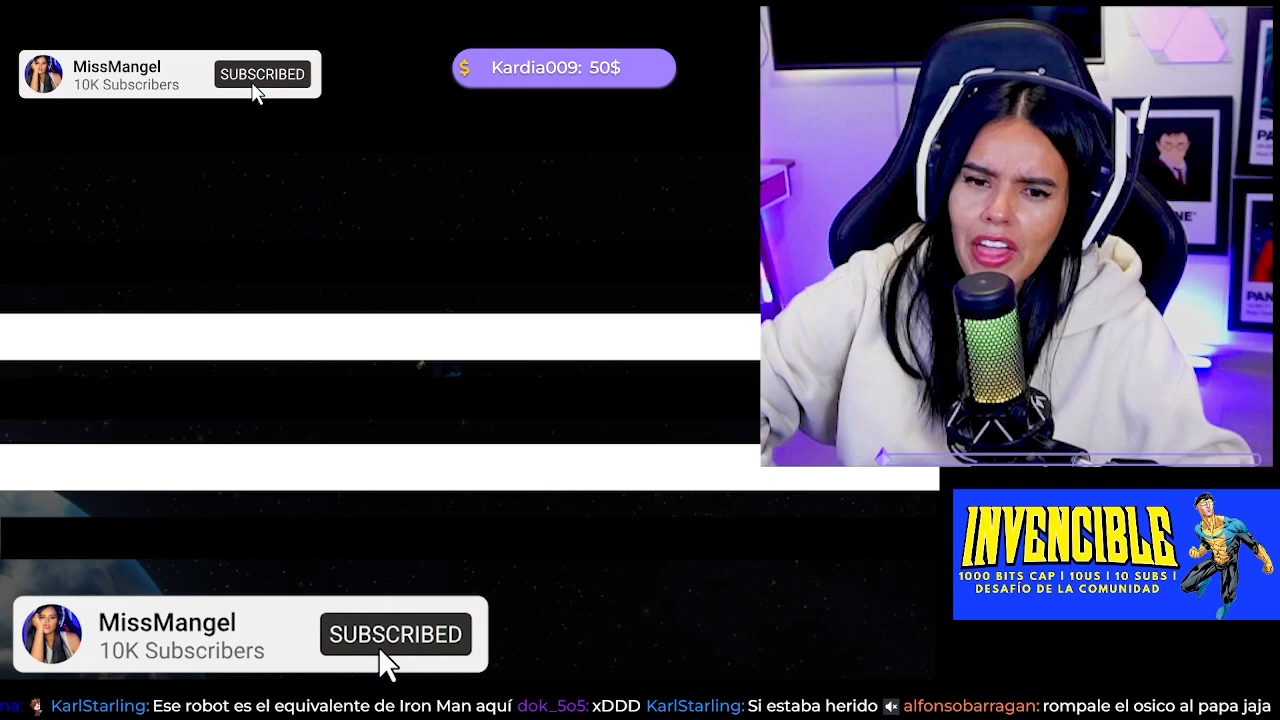 MissMangel
10K Subscribers
SUBSCRIBED
$ Kardia009: 50$
PAN
INVENCIBLE
1000 BITS CAP | 10US | 10 SUBS |
DESAFÍO DE LA COMUNIDAD
MissMangel
10K Subscribers
SUBSCRIBED
na: KarlStarling: Ese robot es el equivalente de Iron Man aquí dok_5o5: xDDD KarlStarling: Si estaba herido alfonsobarragan: rompale el osico al papa jaja